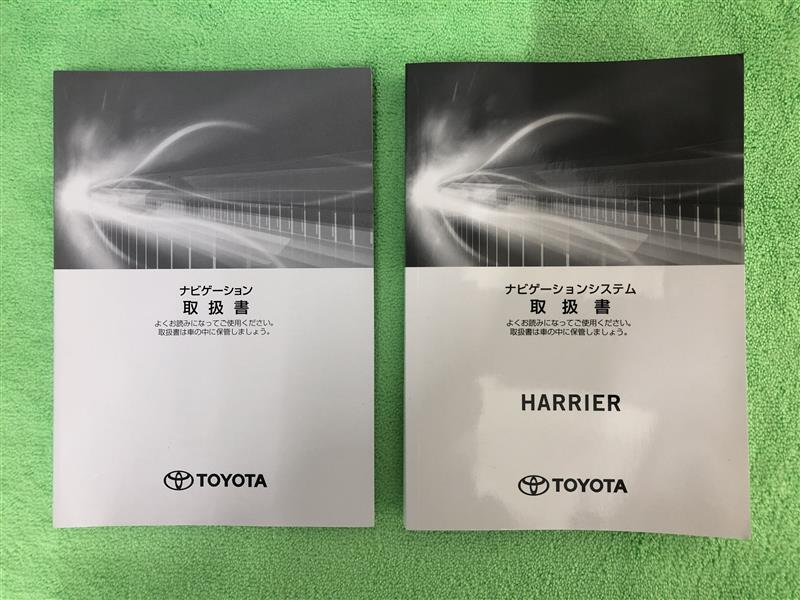 ナビゲーション
取扱書
よくお読みになってご使用ください。
取扱書は車の中に保管しましょう。
TOYOTA
ナビゲーションシステム
取扱書
よくお読みになってご使用ください。
取扱書は車の中に保管しましょう。
HARRIER
TOYOTA